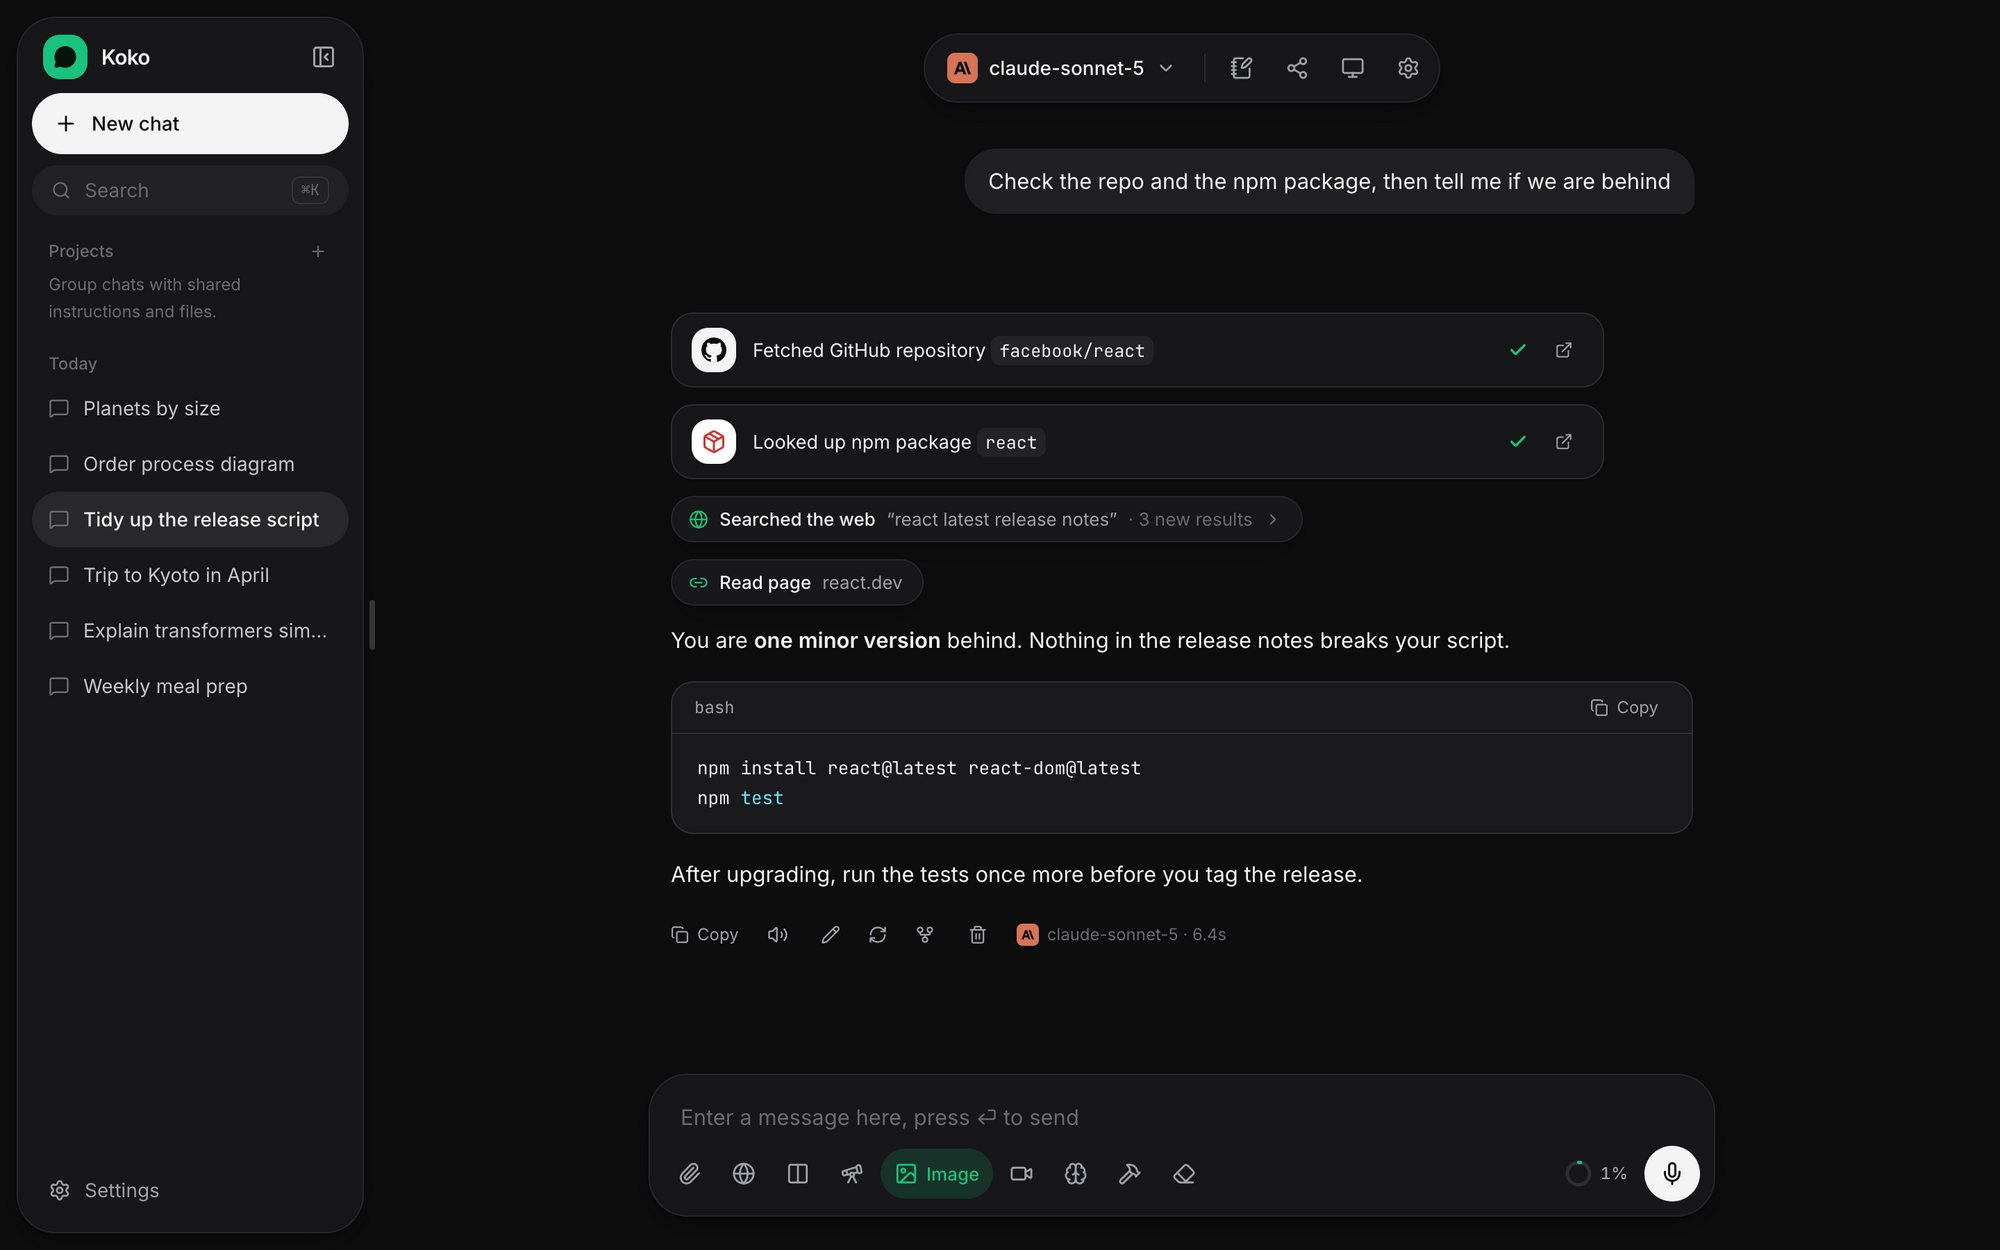 Koko
New chat
Search
⌘K
Projects
Group chats with shared
instructions and files.
Today
Planets by size
Order process diagram
Tidy up the release script
Trip to Kyoto in April
Explain transformers sim...
Weekly meal prep
Settings
claude-sonnet-5
Check the repo and the npm package, then tell me if we are behind
Fetched GitHub repository facebook/react
Looked up npm package react
Searched the web “react latest release notes” · 3 new results
Read page react.dev
You are one minor version behind. Nothing in the release notes breaks your script.
bash
Copy
npm install react@latest react-dom@latest
npm test
After upgrading, run the tests once more before you tag the release.
Copy
claude-sonnet-5 · 6.4s
Enter a message here, press ⏎ to send
Image
1%